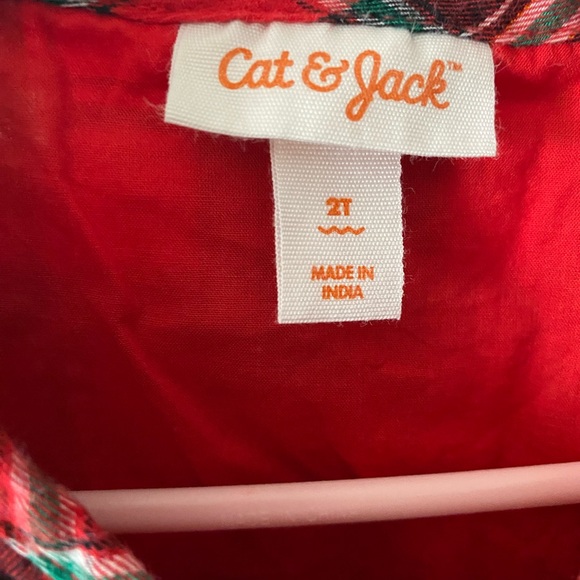 Cat & Jack™
2T
MADE IN
INDIA